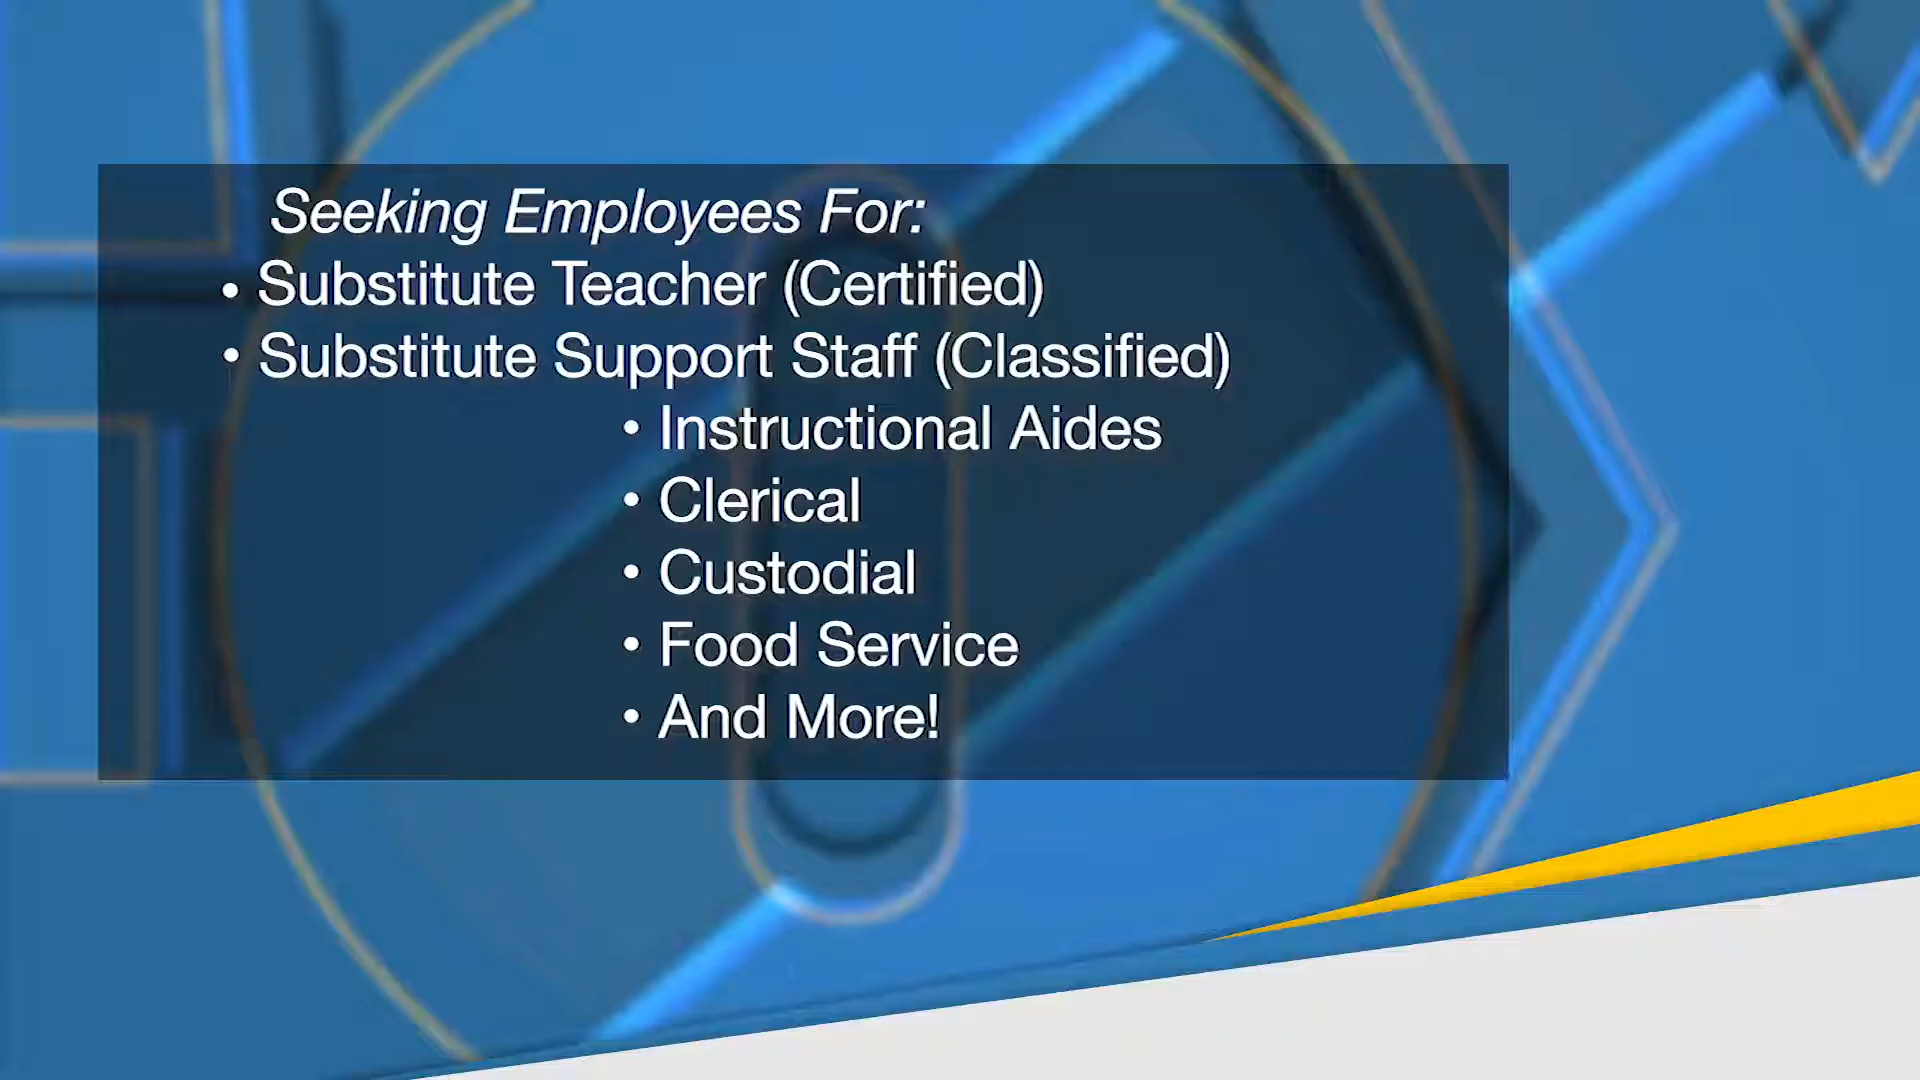 Seeking Employees For:
• Substitute Teacher (Certified)
• Substitute Support Staff (Classified)
• Instructional Aides
• Clerical
• Custodial
• Food Service
• And More!